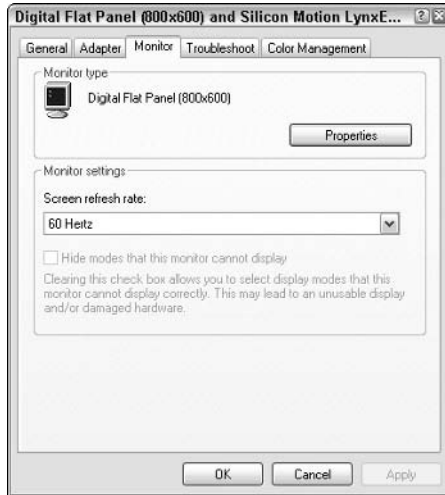 Digital Flat Panel (800x600) and Silicon Motion LynxE...
General Adapter Monitor Troubleshoot Color Management
Monitor type
Digital Flat Panel (800x600)
Properties
Monitor settings
Screen refresh rate:
60 Hertz
Hide modes that this monitor cannot display
Clearing this check box allows you to select display modes that this
monitor cannot display correctly. This may lead to an unusable display
and/or damaged hardware.
OK Cancel Apply